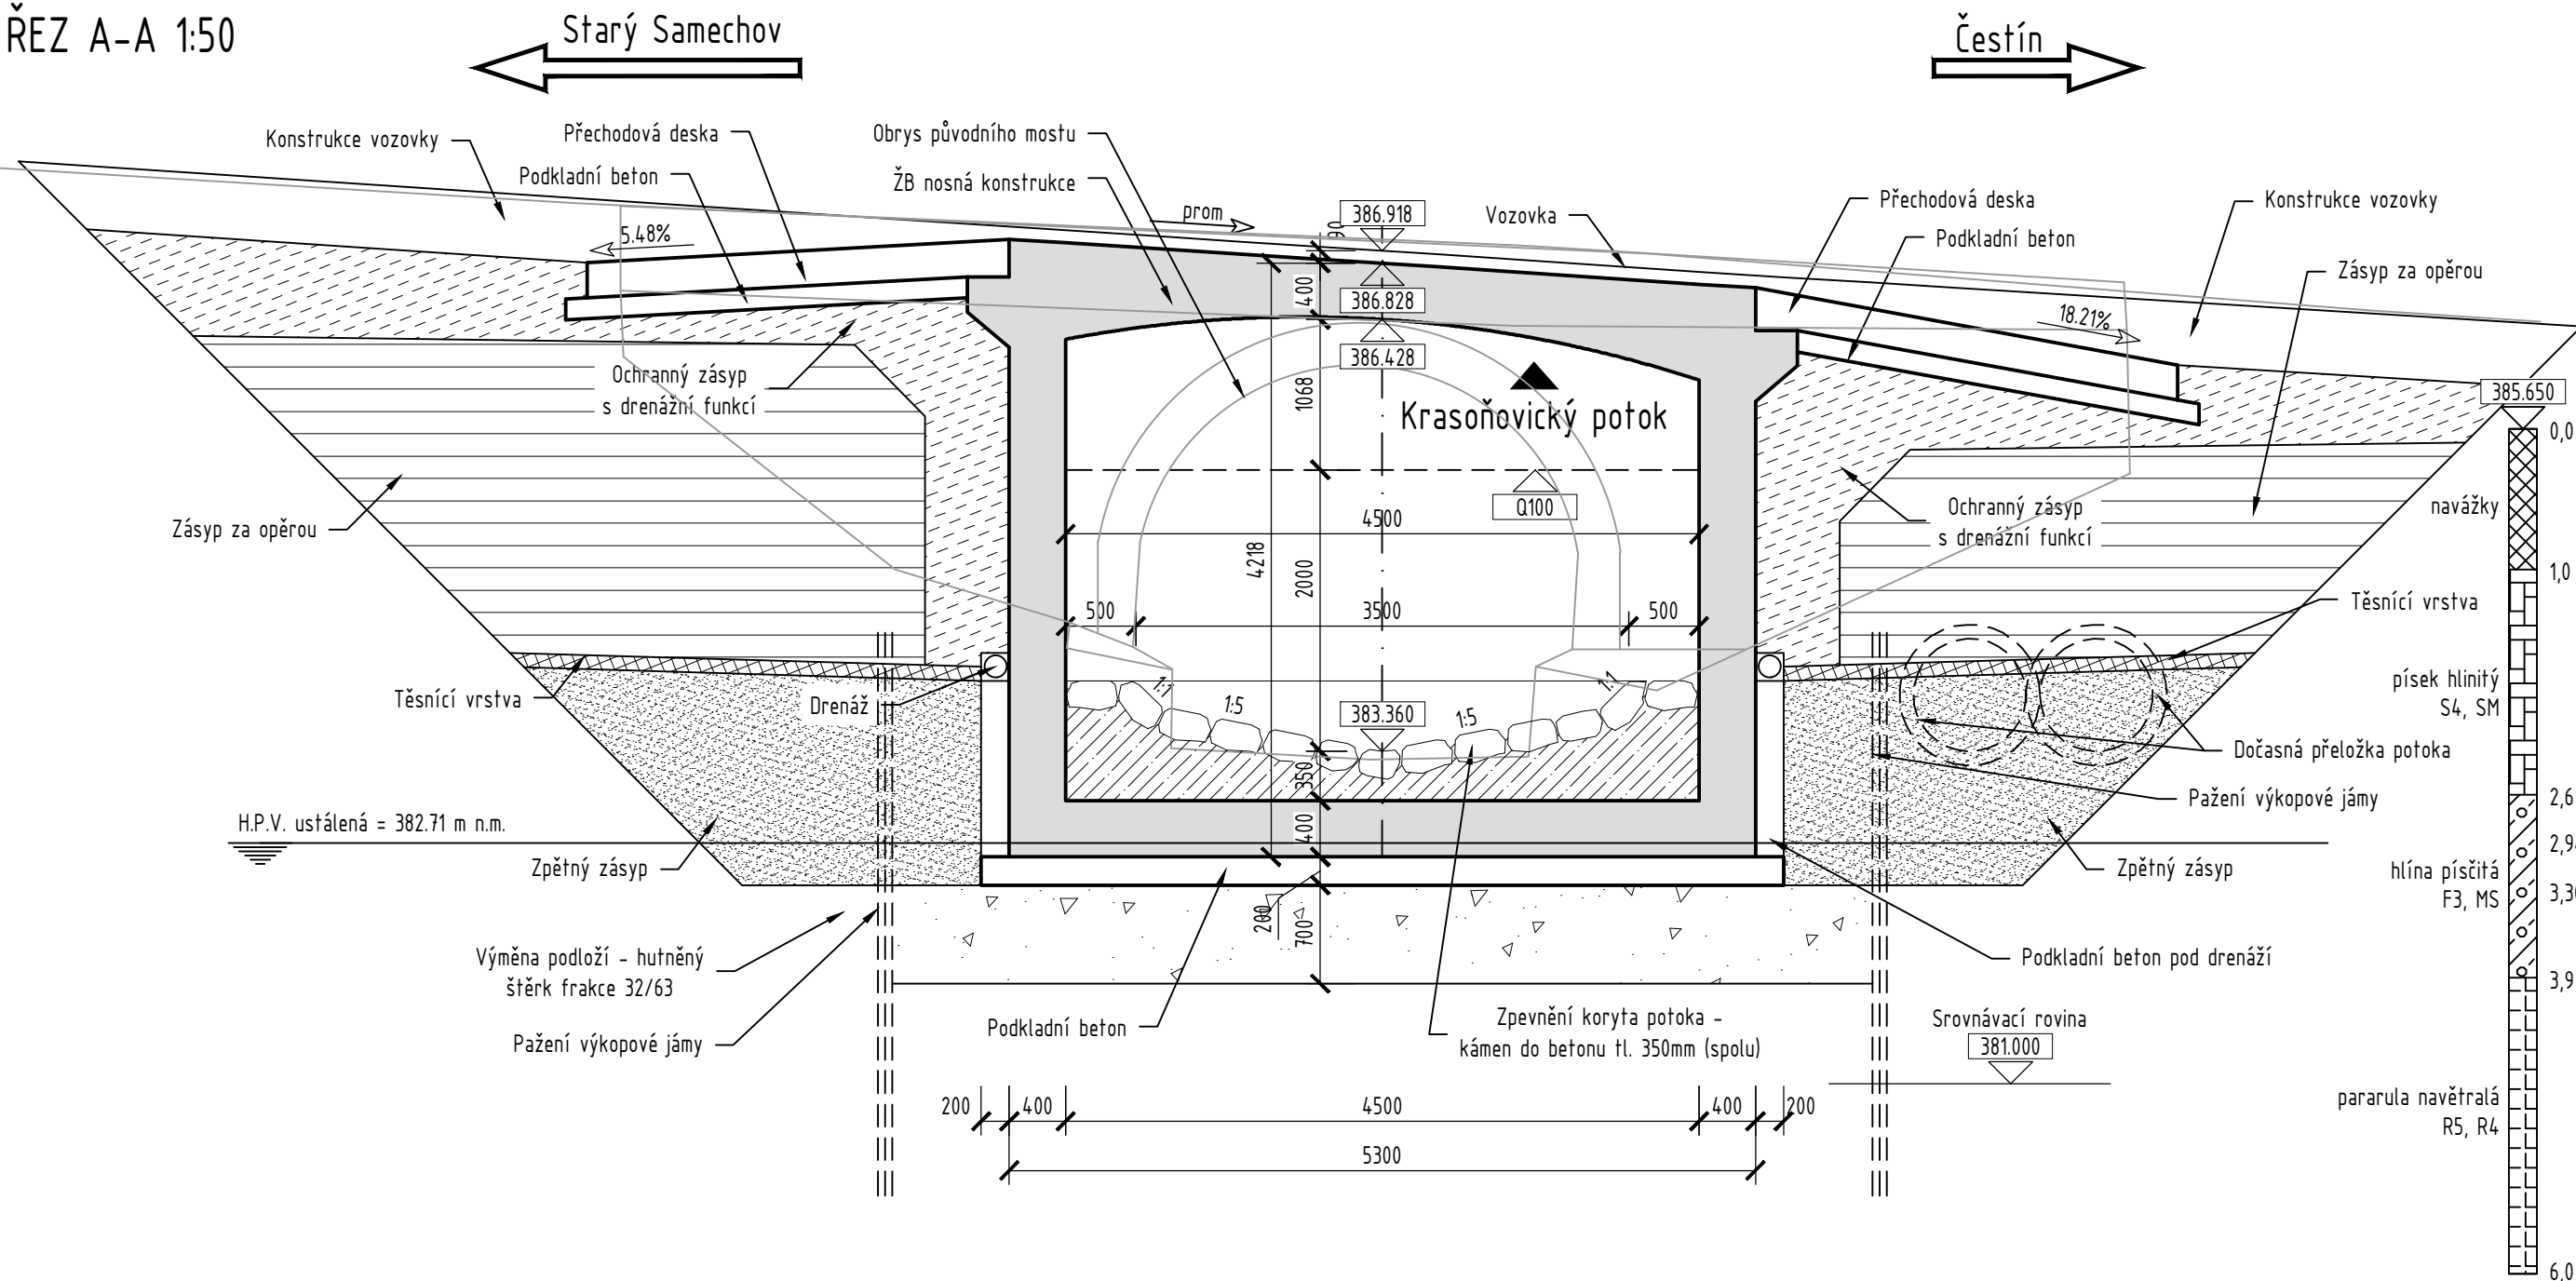 ŘEZ A-A 1:50
Starý Samechov
Čestín
Konstrukce vozovky
Přechodová deska
Podkladní beton
Obrys původního mostu
ŽB nosná konstrukce
prom
386.918
90
Vozovka
Přechodová deska
Podkladní beton
Konstrukce vozovky
Zásyp za opěrou
5.48%
18.21%
400
386.828
386.428
385.650
0,0
Ochranný zásyp
s drenážní funkcí
1068
Krasoňovický potok
Q100
4500
4218
2000
500
3500
500
Zásyp za opěrou
Ochranný zásyp
s drenážní funkcí
navážky
1,0
Těsnící vrstva
Těsnící vrstva
Drenáž
1:1
1:5
383.360
1:5
1:1
350
400
písek hlinitý
S4, SM
Dočasná přeložka potoka
Pažení výkopové jámy
2,6
H.P.V. ustálená = 382.71 m n.m.
Zpětný zásyp
Zpětný zásyp
hlína písčitá
F3, MS
3,9
200
700
Výměna podloží - hutněný
štěrk frakce 32/63
Pažení výkopové jámy
Podkladní beton
Zpevnění koryta potoka -
kámen do betonu tl. 350mm (spolu)
Podkladní beton pod drenáží
Srovnávací rovina
381.000
pararula navětralá
R5, R4
200
400
4500
400
200
5300
6,0